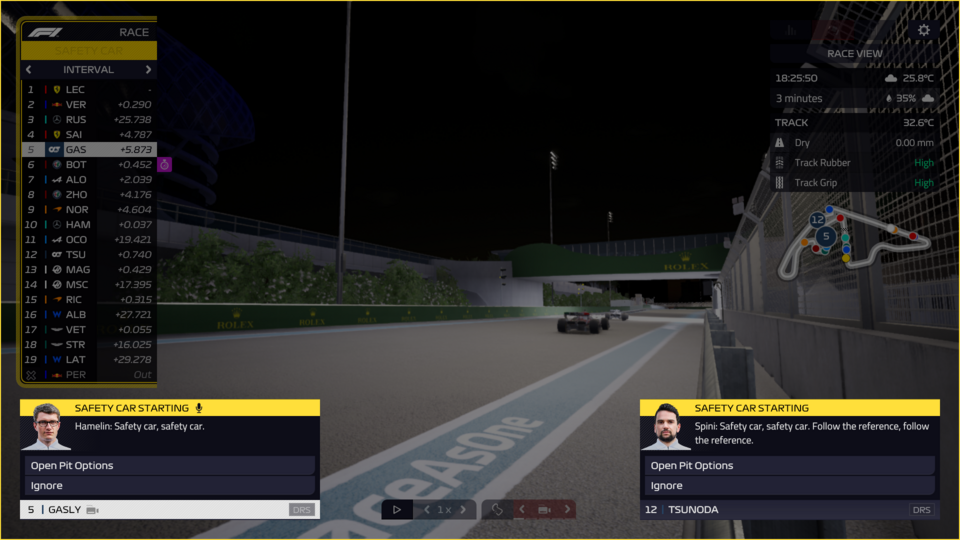 F1 RACE
SAFETY CAR
INTERVAL
1 LEC -
2 VER +0.290
3 RUS +25.738
4 SAI +4.787
5 GAS +5.873
6 BOT +0.452
7 ALO +2.039
8 ZHO +4.176
9 NOR +4.604
10 HAM +0.037
11 OCO +19.421
12 TSU +0.740
13 MAG +0.429
14 MSC +17.395
15 RIC +0.315
16 ALB +27.721
17 VET +0.055
18 STR +16.025
19 LAT +29.278
PER Out
RACE VIEW
18:25:50 25.8°C
3 minutes 35%
TRACK 32.6°C
Dry 0.00 mm
Track Rubber High
Track Grip High
12
5
ROLEX
ROLEX
ROLEX
ROLEX
ROLEX
ROLEX
aceAsOne
SAFETY CAR STARTING
Hamelin: Safety car, safety car.
Open Pit Options
Ignore
5 GASLY DRS
1x
SAFETY CAR STARTING
Spini: Safety car, safety car. Follow the reference, follow
the reference.
Open Pit Options
Ignore
12 TSUNODA DRS